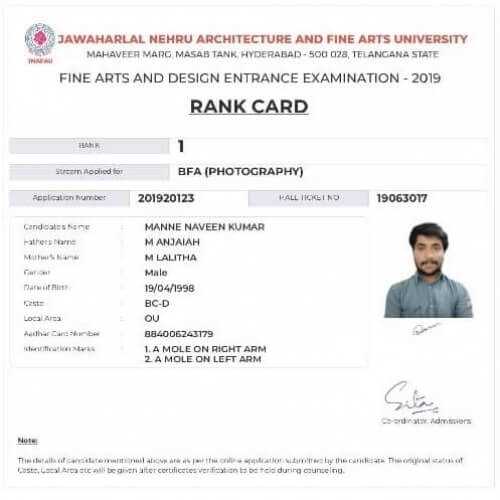 JAWAHARLAL NEHRU ARCHITECTURE AND FINE ARTS UNIVERSITY
JNAFAU
MAHAVEER MARG, MASAB TANK, HYDERABAD - 500 028, TELANGANA STATE
FINE ARTS AND DESIGN ENTRANCE EXAMINATION - 2019
RANK CARD
RANK 1
Stream Applied for BFA (PHOTOGRAPHY)
Application Number 201920123 HALL TICKET NO 19063017
Candidate's Name : MANNE NAVEEN KUMAR
Father's Name : M ANJAIAH
Mother's Name : M LALITHA
Gender : Male
Date of Birth : 19/04/1998
Caste : BC-D
Local Area : OU
Aadhar Card Number : 884006243179
Identification Marks : 1. A MOLE ON RIGHT ARM
2. A MOLE ON LEFT ARM
Sita
Co-ordinator, Admissions
Note:
The details of candidate mentioned above are as per the online application submitted by the candidate. The original status of
Caste, Local Area etc will be given after certificates verification to be held during counseling.